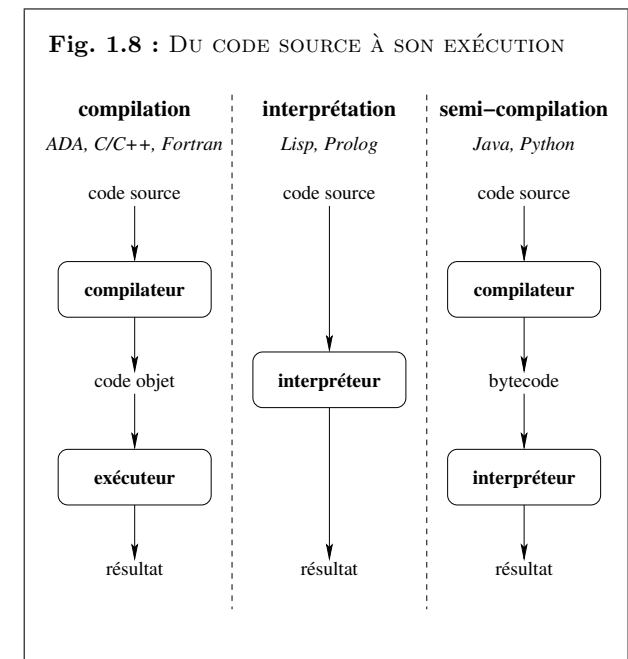 Fig. 1.8 : Du code source à son exécution
compilation
ADA, C/C++, Fortran
code source
compilateur
code objet
exécuteur
résultat
interprétation
Lisp, Prolog
code source
interpréteur
résultat
semi−compilation
Java, Python
code source
compilateur
bytecode
interpréteur
résultat